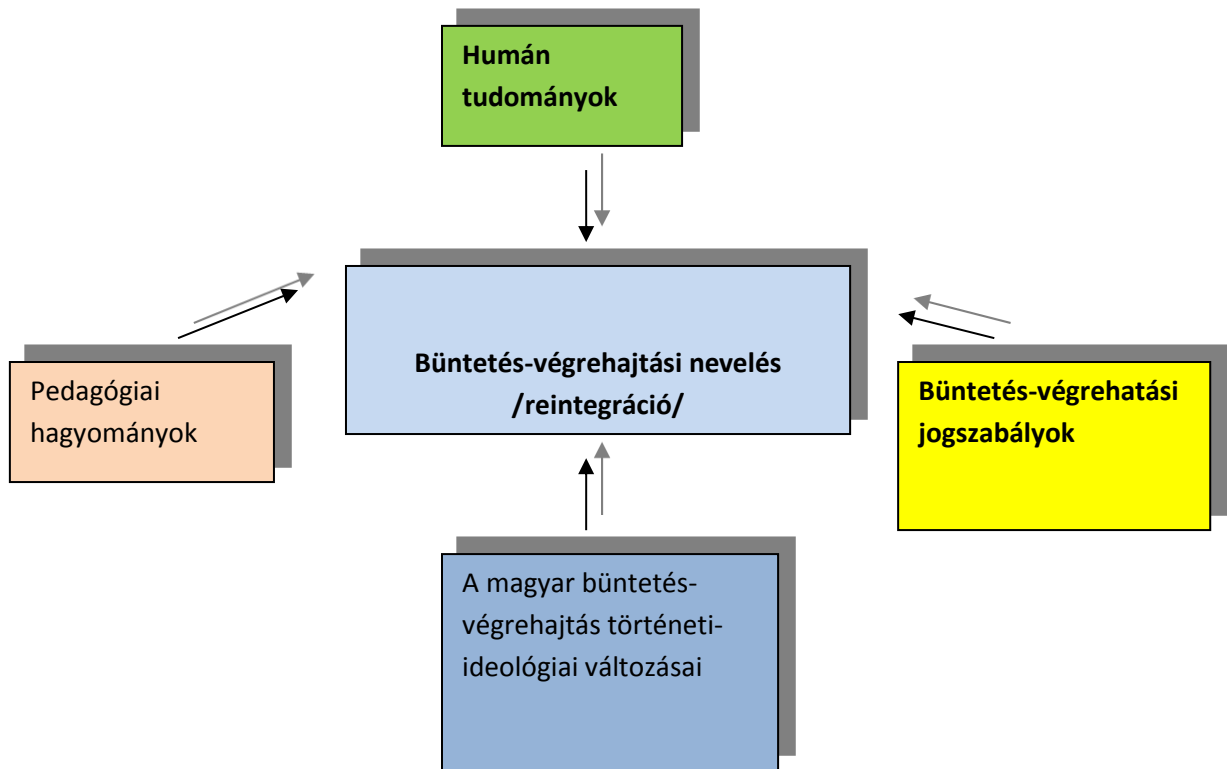 Humán
tudományok
Büntetés-végrehajtási nevelés
/reintegráció/
Pedagógiai
hagyományok
Büntetés-végrehatási
jogszabályok
A magyar büntetés-
végrehajtás történeti-
ideológiai változásai